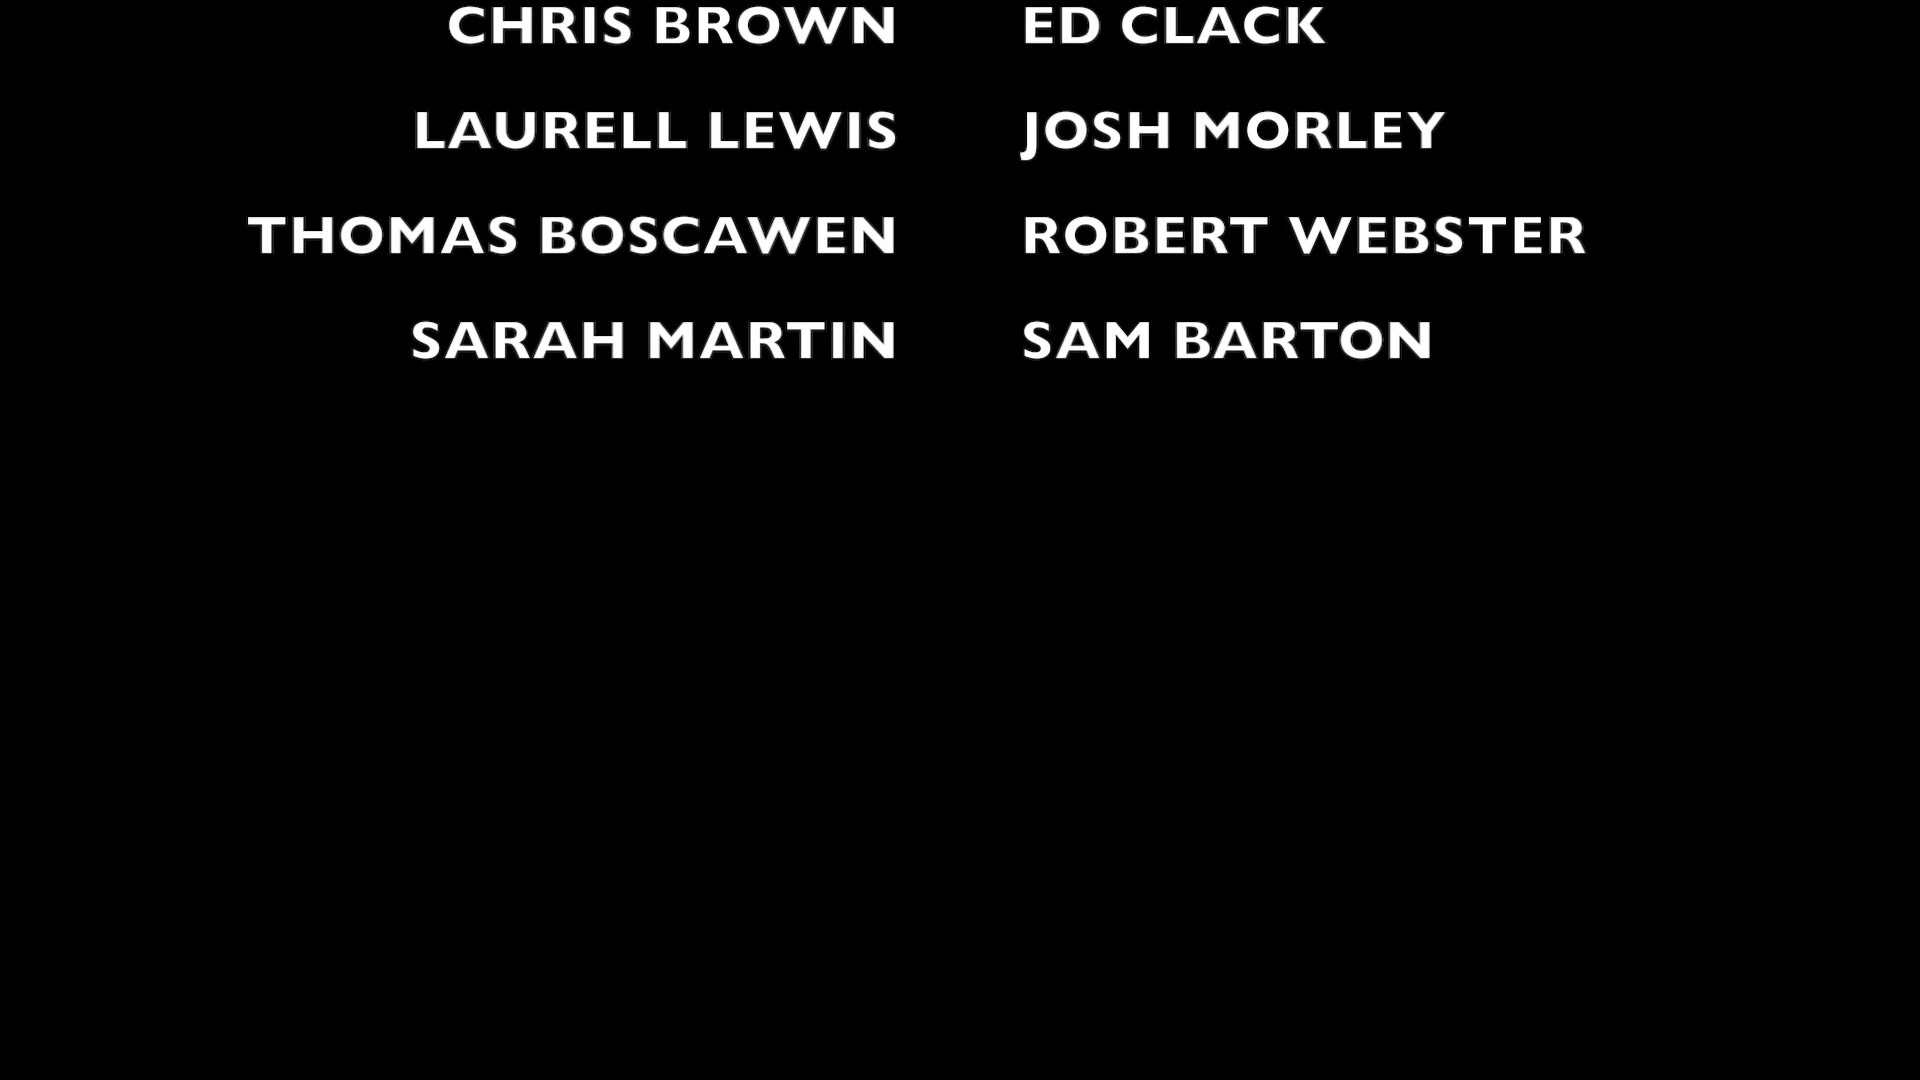 CHRIS BROWN ED CLACK
LAURELL LEWIS JOSH MORLEY
THOMAS BOSCAWEN ROBERT WEBSTER
SARAH MARTIN SAM BARTON